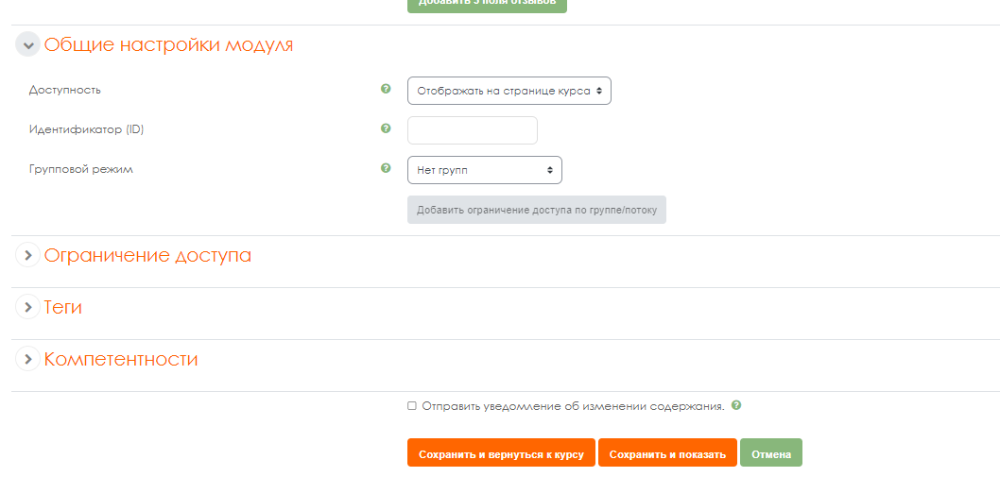 Добавить 3 поля отзывов
Общие настройки модуля
Доступность
Отображать на странице курса
Идентификатор (ID)
Групповой режим
Нет групп
Добавить ограничение доступа по группе/потоку
Ограничение доступа
Теги
Компетентности
Отправить уведомление об изменении содержания.
Сохранить и вернуться к курсу Сохранить и показать Отмена